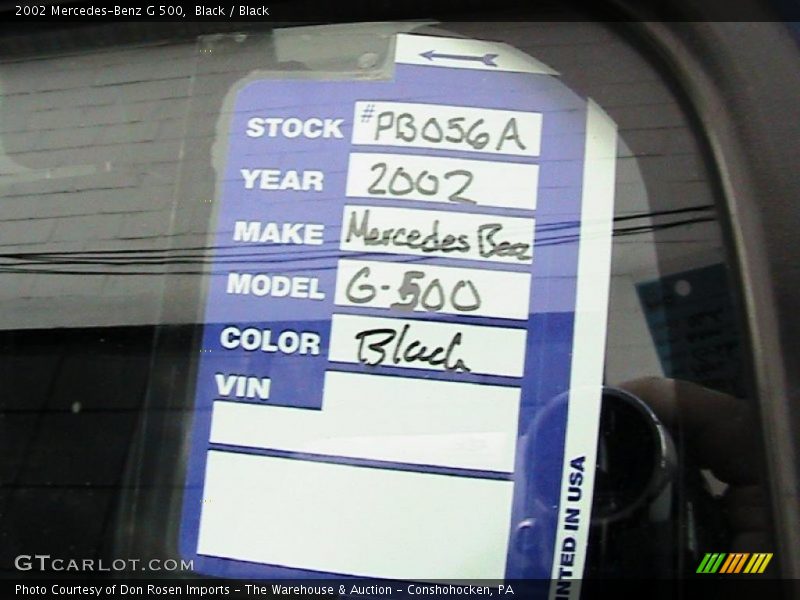 2002 Mercedes-Benz G 500,  Black / Black
STOCK #PB056A
YEAR 2002
MAKE Mercedes Benz
MODEL G-500
COLOR Black
VIN
INTED IN USA
GTCARLOT.COM
Photo Courtesy of Don Rosen Imports - The Warehouse & Auction - Conshohocken, PA